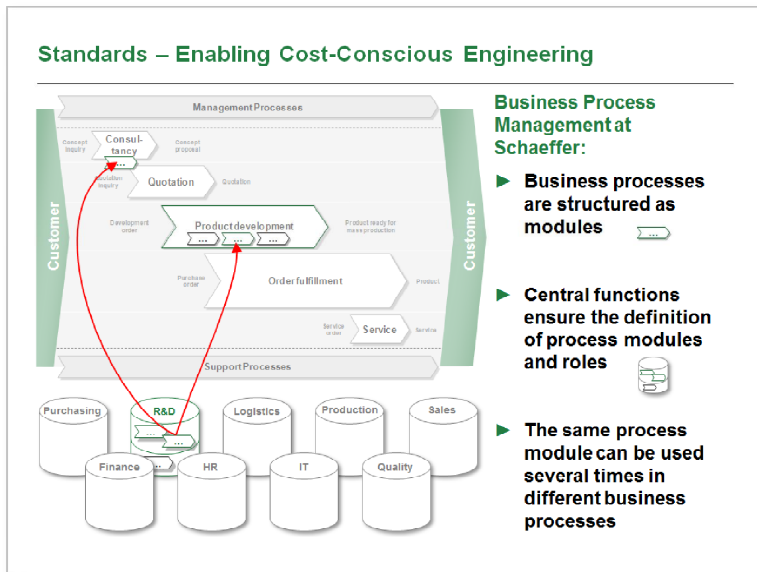 Standards – Enabling Cost-Conscious Engineering
Management Processes
Customer
Concept
inquiry
Consul-
tancy
...
Concept
proposal
Quotation
inquiry
Quotation
Quotation
Development
order
Product development
... ... ...
Product ready for
mass production
Purchase
order
Order fulfillment
Product
Service
order
Service
Service
Customer
Support Processes
Purchasing
R&D
...
...
...
Logistics
Production
Sales
Finance
HR
IT
Quality
Business Process
Management at
Schaeffer:
► Business processes
are structured as
modules
...
► Central functions
ensure the definition
of process modules
and roles
► The same process
module can be used
several times in
different business
processes